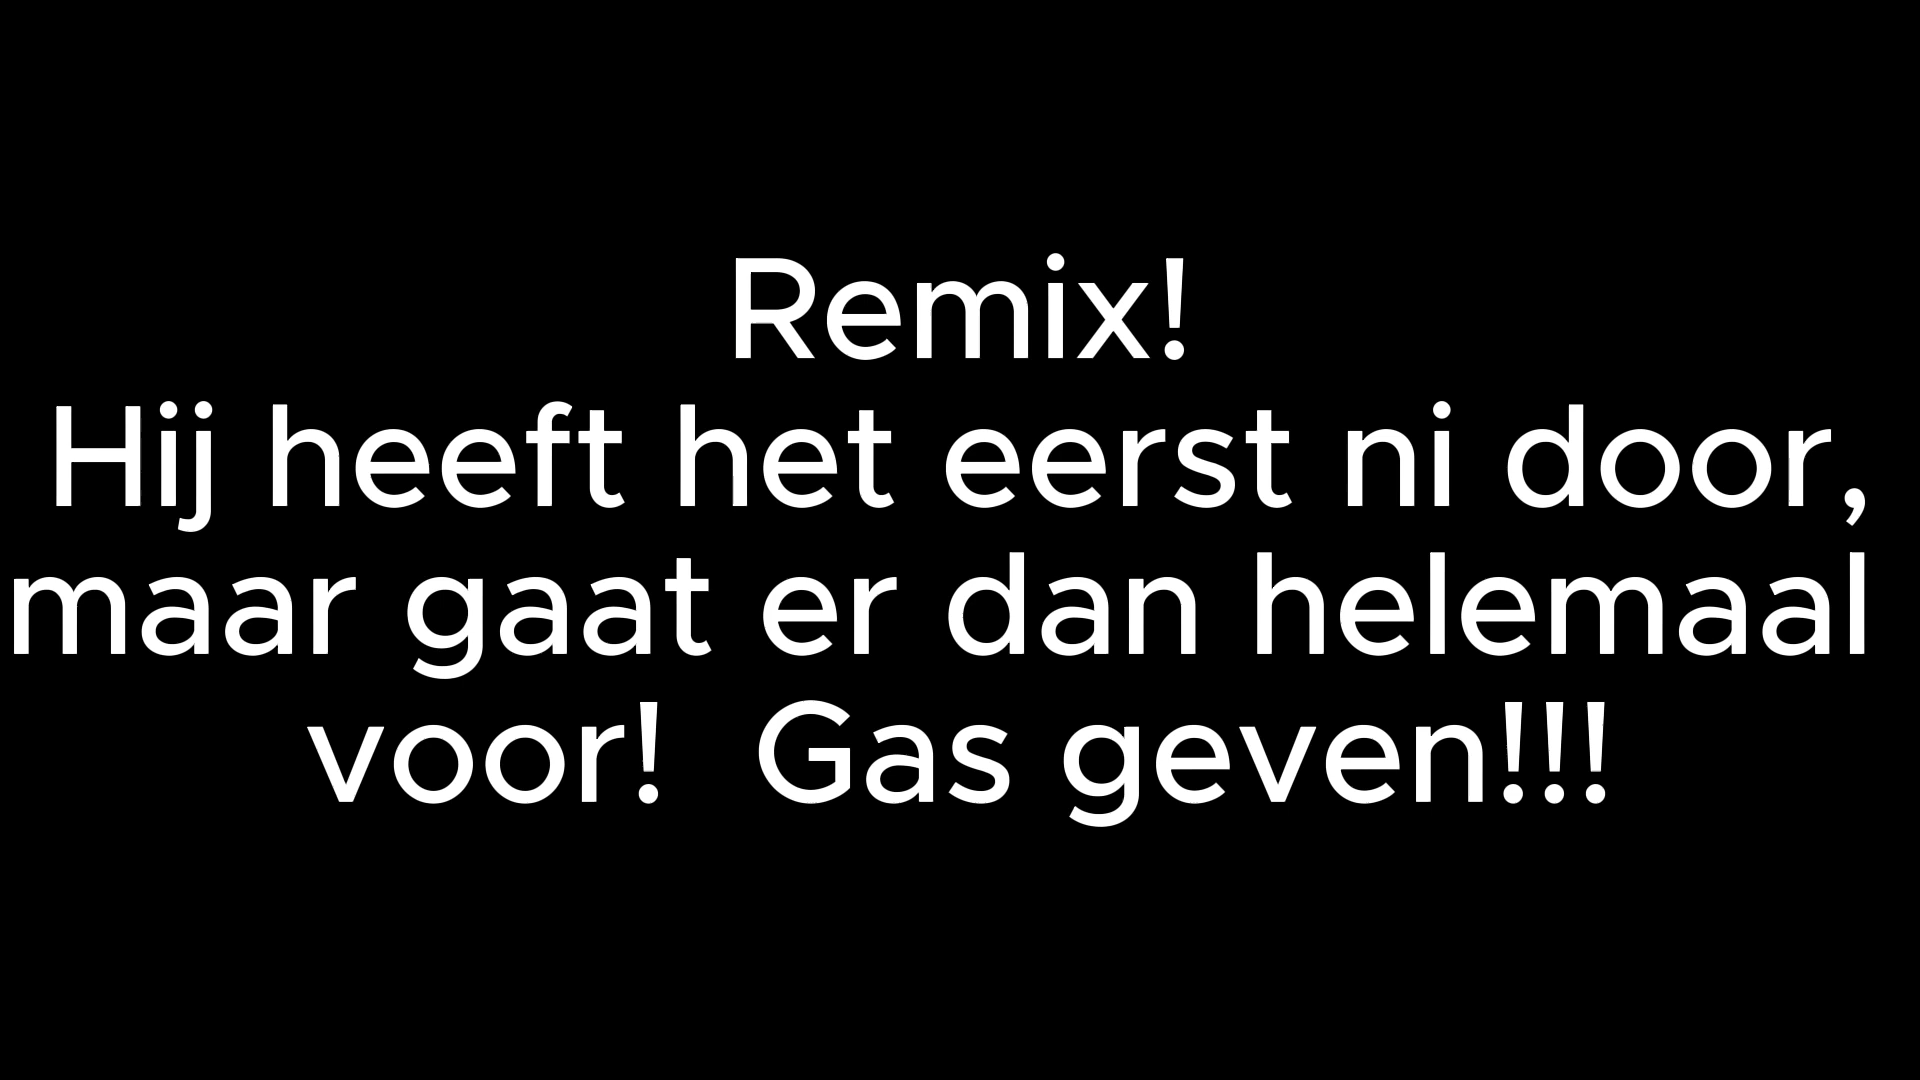 Remix!
Hij heeft het eerst ni door,
maar gaat er dan helemaal
voor!  Gas geven!!!